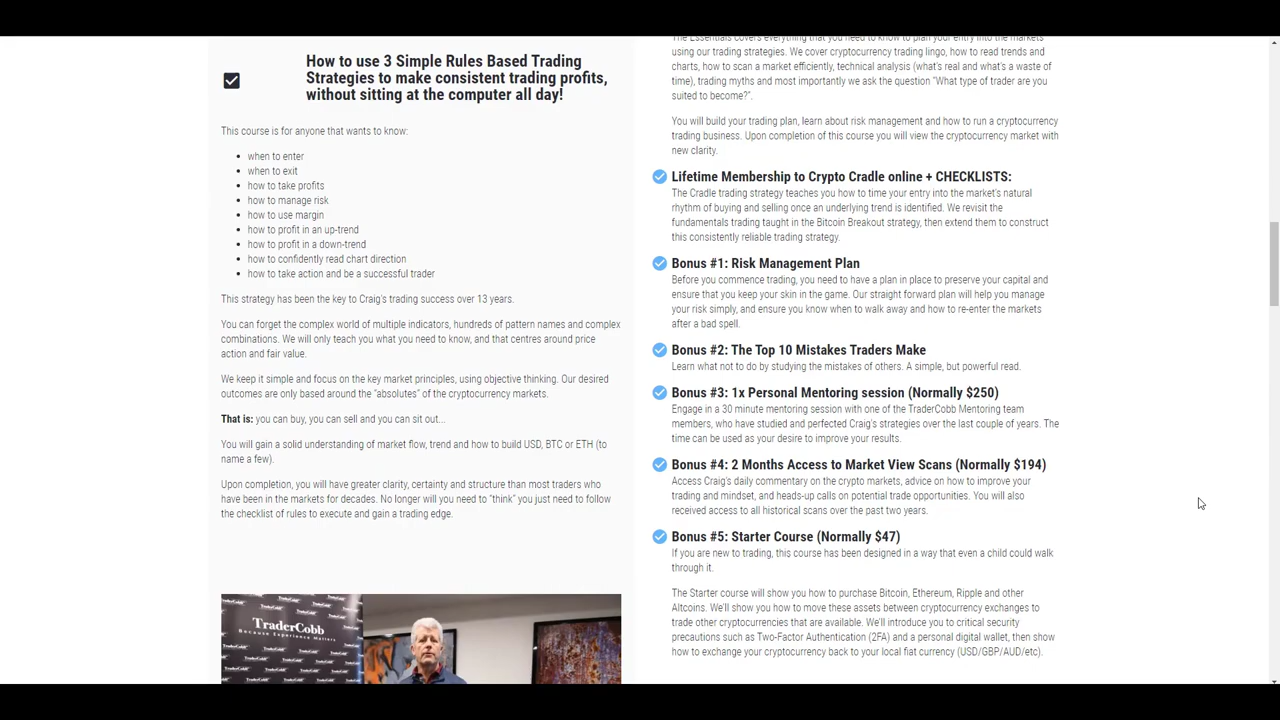 How to use 3 Simple Rules Based Trading
Strategies to make consistent trading profits,
without sitting at the computer all day!
This course is for anyone that wants to know:
when to enter
when to exit
how to take profits
how to manage risk
how to use margin
how to profit in an up-trend
how to profit in a down-trend
how to confidently read chart direction
how to take action and be a successful trader
This strategy has been the key to Craig's trading success over 13 years.
You can forget the complex world of multiple indicators, hundreds of pattern names and complex
combinations. We will only teach you what you need to know, and that centres around price
action and fair value.
We keep it simple and focus on the key market principles, using objective thinking. Our desired
outcomes are only based around the "absolutes" of the cryptocurrency markets.
That is: you can buy, you can sell and you can sit out...
You will gain a solid understanding of market flow, trend and how to build USD, BTC or ETH (to
name a few).
Upon completion, you will have greater clarity, certainty and structure than most traders who
have been in the markets for decades. No longer will you need to "think" you just need to follow
the checklist of rules to execute and gain a trading edge.
TraderCobb
Because Experience Matters
The Essentials covers everything that you need to know to plan your entry into the markets
using our trading strategies. We cover cryptocurrency trading lingo, how to read trends and
charts, how to scan a market efficiently, technical analysis (what's real and what's a waste of
time), trading myths and most importantly we ask the question "What type of trader are you
suited to become?".
You will build your trading plan, learn about risk management and how to run a cryptocurrency
trading business. Upon completion of this course you will view the cryptocurrency market with
new clarity.
Lifetime Membership to Crypto Cradle online + CHECKLISTS:
The Cradle trading strategy teaches you how to time your entry into the market's natural
rhythm of buying and selling once an underlying trend is identified. We revisit the
fundamentals trading taught in the Bitcoin Breakout strategy, then extend them to construct
this consistently reliable trading strategy.
Bonus #1: Risk Management Plan
Before you commence trading, you need to have a plan in place to preserve your capital and
ensure that you keep your skin in the game. Our straight forward plan will help you manage
your risk simply, and ensure you know when to walk away and how to re-enter the markets
after a bad spell.
Bonus #2: The Top 10 Mistakes Traders Make
Learn what not to do by studying the mistakes of others. A simple, but powerful read.
Bonus #3: 1x Personal Mentoring session (Normally $250)
Engage in a 30 minute mentoring session with one of the TraderCobb Mentoring team
members, who have studied and perfected Craig's strategies over the last couple of years. The
time can be used as your desire to improve your results.
Bonus #4: 2 Months Access to Market View Scans (Normally $194)
Access Craig's daily commentary on the crypto markets, advice on how to improve your
trading and mindset, and heads-up calls on potential trade opportunities. You will also
received access to all historical scans over the past two years.
Bonus #5: Starter Course (Normally $47)
If you are new to trading, this course has been designed in a way that even a child could walk
through it.
The Starter course will show you how to purchase Bitcoin, Ethereum, Ripple and other
Altcoins. We'll show you how to move these assets between cryptocurrency exchanges to
trade other cryptocurrencies that are available. We'll introduce you to critical security
precautions such as Two-Factor Authentication (2FA) and a personal digital wallet, then show
how to exchange your cryptocurrency back to your local fiat currency (USD/GBP/AUD/etc).